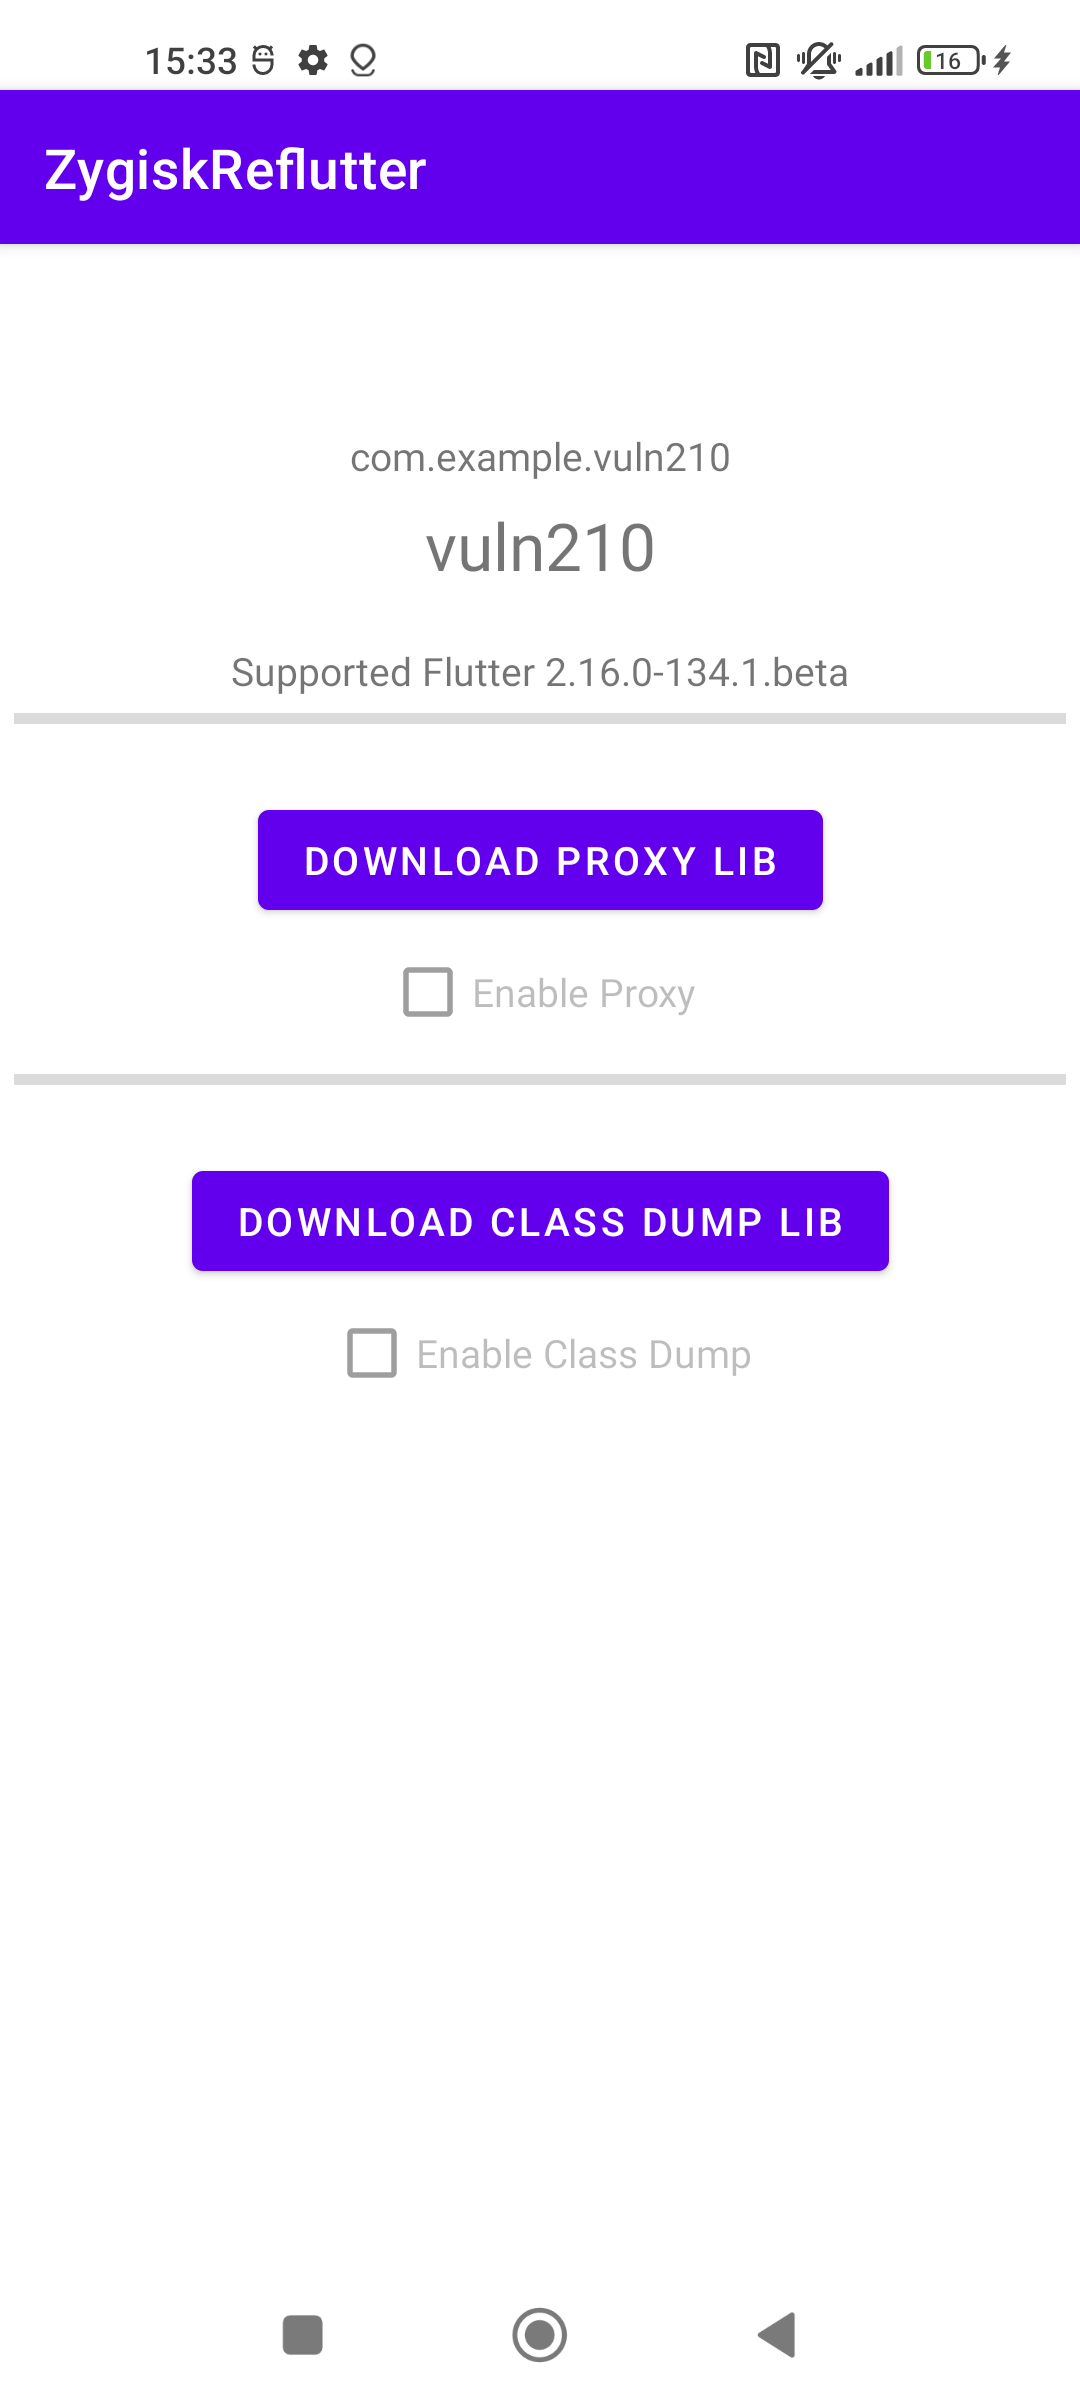 15:33
16
ZygiskReflutter
com.example.vuln210
vuln210
Supported Flutter 2.16.0-134.1.beta
DOWNLOAD PROXY LIB
Enable Proxy
DOWNLOAD CLASS DUMP LIB
Enable Class Dump